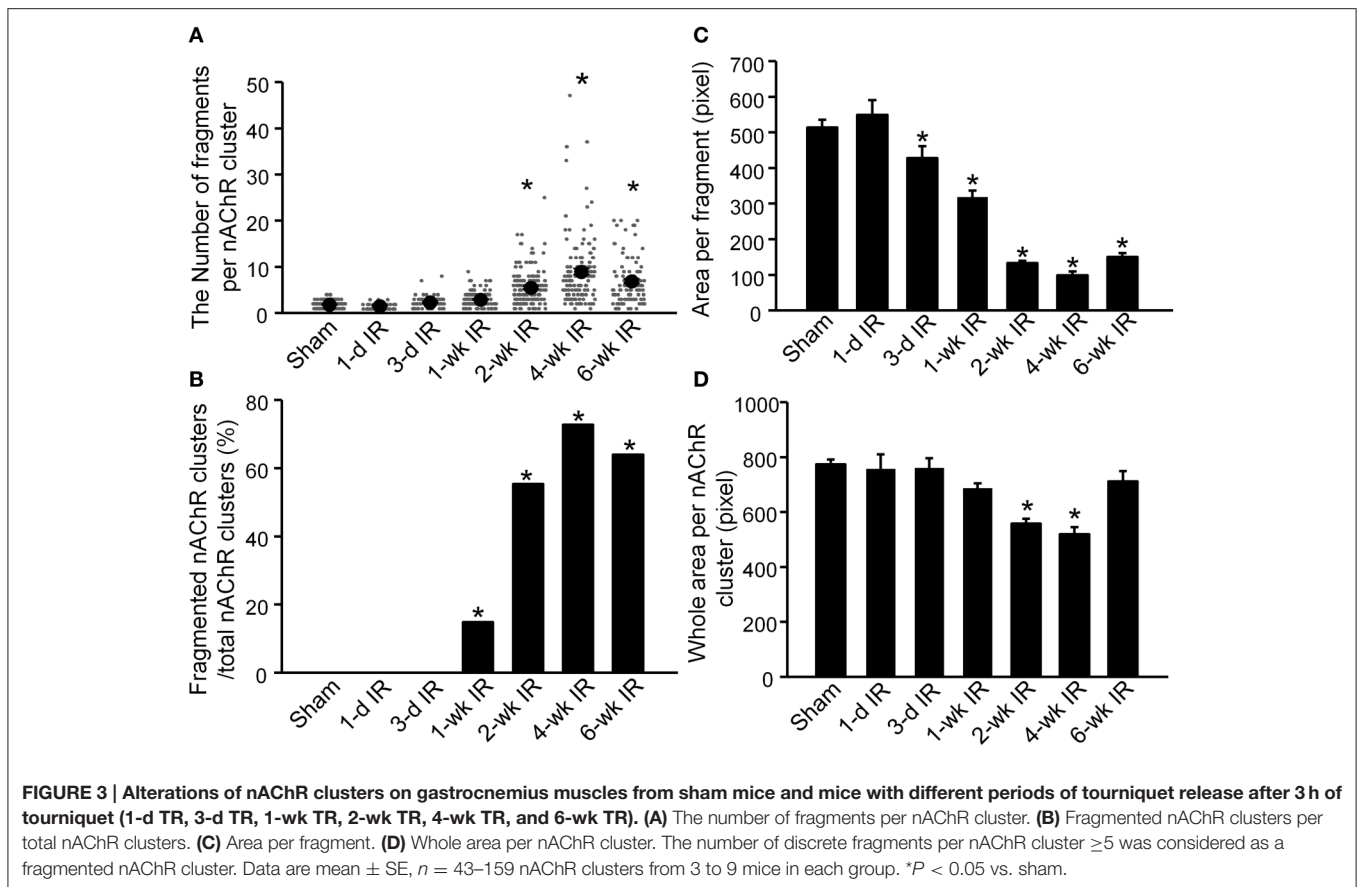 A
The Number of fragments
per nAChR cluster
50
40
30
20
10
0
*
*
*
Sham
1-d IR
3-d IR
1-wk IR
2-wk IR
4-wk IR
6-wk IR
B
Fragmented nAChR clusters
/total nAChR clusters (%)
80
60
40
20
0
*
*
*
*
Sham
1-d IR
3-d IR
1-wk IR
2-wk IR
4-wk IR
6-wk IR
C
Area per fragment (pixel)
700
600
500
400
300
200
100
0
*
*
*
*
*
Sham
1-d IR
3-d IR
1-wk IR
2-wk IR
4-wk IR
6-wk IR
D
Whole area per nAChR
cluster (pixel)
1000
800
600
400
200
0
*
*
Sham
1-d IR
3-d IR
1-wk IR
2-wk IR
4-wk IR
6-wk IR
FIGURE 3 | Alterations of nAChR clusters on gastrocnemius muscles from sham mice and mice with different periods of tourniquet release after 3 h of
tourniquet (1-d TR, 3-d TR, 1-wk TR, 2-wk TR, 4-wk TR, and 6-wk TR). (A) The number of fragments per nAChR cluster. (B) Fragmented nAChR clusters per
total nAChR clusters. (C) Area per fragment. (D) Whole area per nAChR cluster. The number of discrete fragments per nAChR cluster ≥5 was considered as a
fragmented nAChR cluster. Data are mean ± SE, n = 43–159 nAChR clusters from 3 to 9 mice in each group. *P < 0.05 vs. sham.